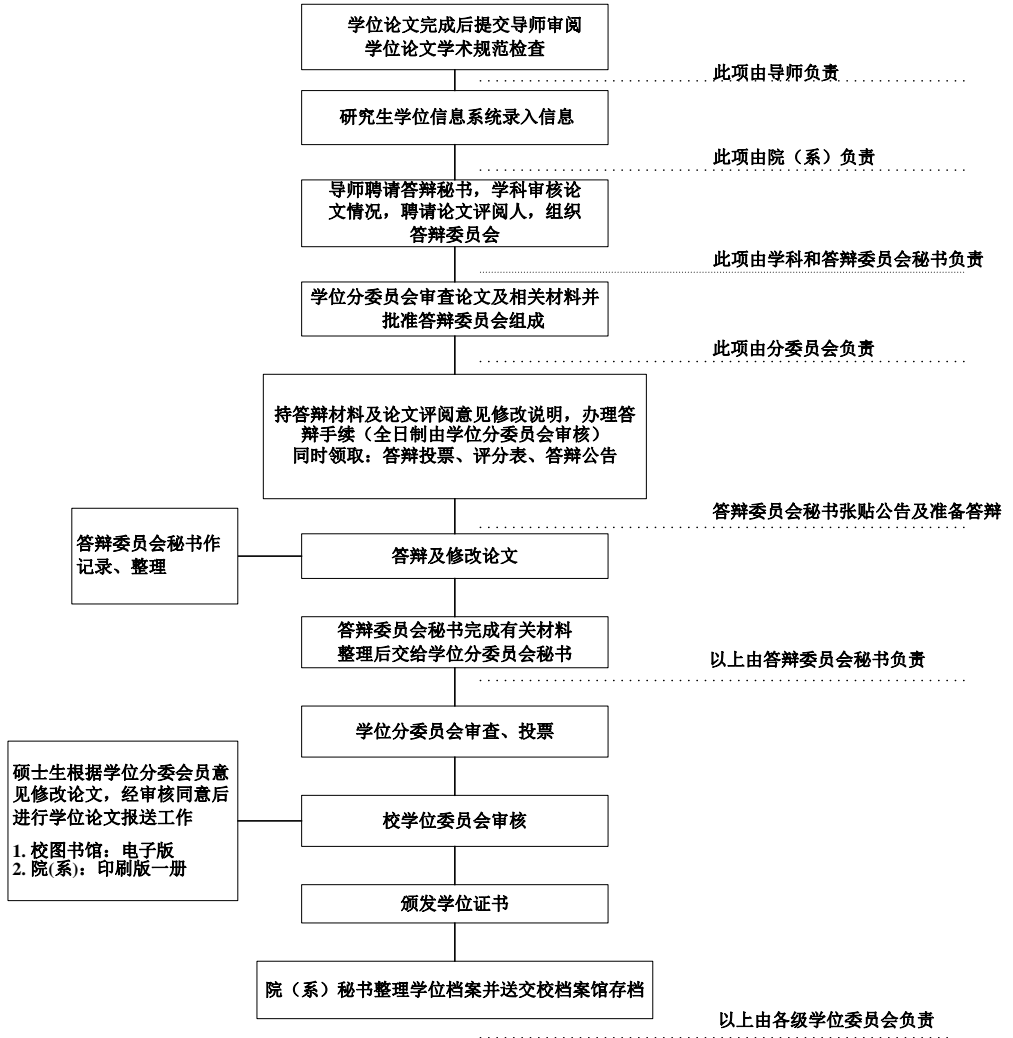 学位论文完成后提交导师审阅
学位论文学术规范检查
此项由导师负责
研究生学位信息系统录入信息
此项由院（系）负责
导师聘请答辩秘书，学科审核论
文情况，聘请论文评阅人，组织
答辩委员会
此项由学科和答辩委员会秘书负责
学位分委员会审查论文及相关材料并
批准答辩委员会组成
此项由分委员会负责
持答辩材料及论文评阅意见修改说明，办理答
辩手续（全日制由学位分委员会审核）
同时领取：答辩投票、评分表、答辩公告
答辩委员会秘书张贴公告及准备答辩
答辩委员会秘书作
记录、整理
答辩及修改论文
答辩委员会秘书完成有关材料
整理后交给学位分委员会秘书
以上由答辩委员会秘书负责
学位分委员会审查、投票
硕士生根据学位分委会员意
见修改论文，经审核同意后
进行学位论文报送工作
1. 校图书馆：电子版
2. 院(系)：印刷版一册
校学位委员会审核
颁发学位证书
院（系）秘书整理学位档案并送交校档案馆存档
以上由各级学位委员会负责